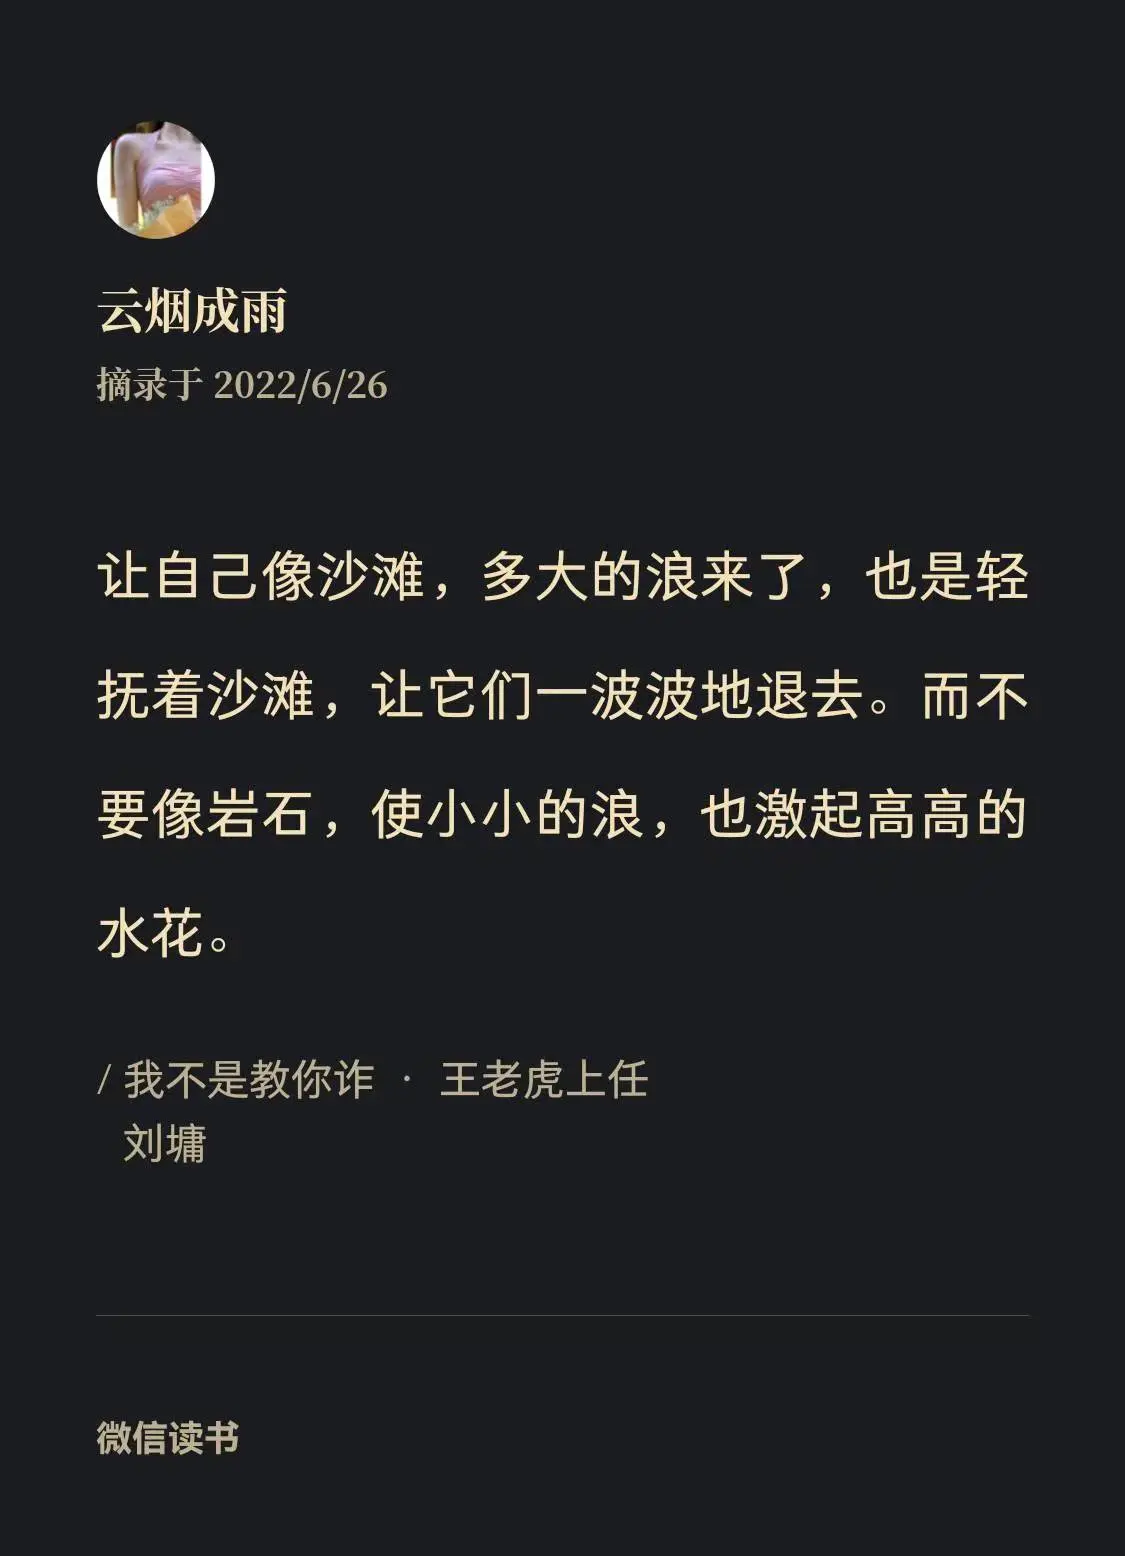 云烟成雨
摘录于 2022/6/26
让自己像沙滩，多大的浪来了，也是轻
抚着沙滩，让它们一波波地退去。而不
要像岩石，使小小的浪，也激起高高的
水花。
/ 我不是教你诈 · 王老虎上任
刘墉
微信读书